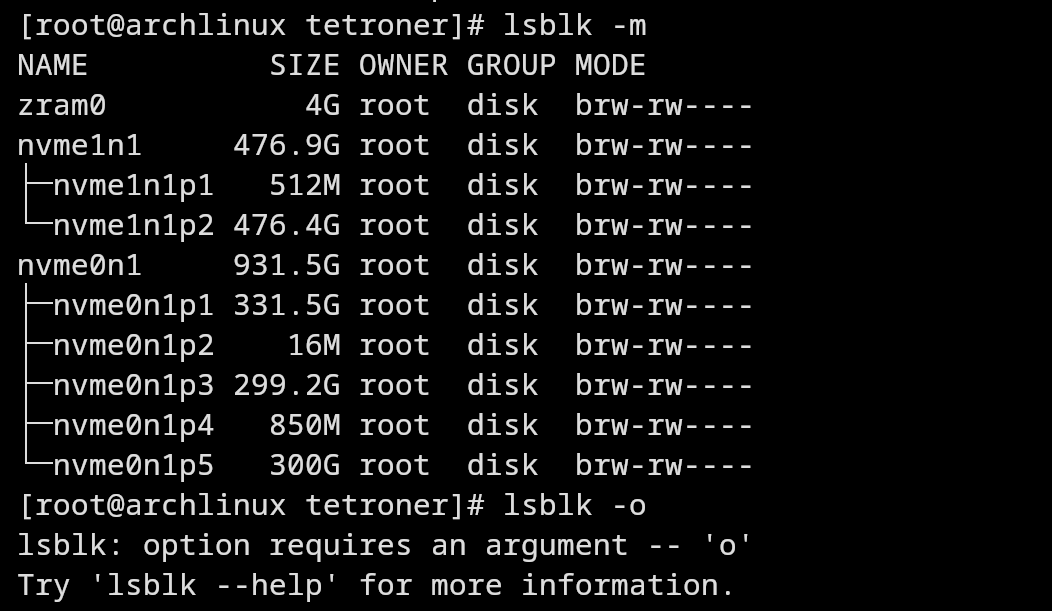 [root@archlinux tetroner]# lsblk -m
NAME          SIZE OWNER GROUP MODE
zram0           4G root  disk  brw-rw----
nvme1n1     476.9G root  disk  brw-rw----
├─nvme1n1p1   512M root  disk  brw-rw----
└─nvme1n1p2 476.4G root  disk  brw-rw----
nvme0n1     931.5G root  disk  brw-rw----
├─nvme0n1p1 331.5G root  disk  brw-rw----
├─nvme0n1p2    16M root  disk  brw-rw----
├─nvme0n1p3 299.2G root  disk  brw-rw----
├─nvme0n1p4   850M root  disk  brw-rw----
└─nvme0n1p5   300G root  disk  brw-rw----
[root@archlinux tetroner]# lsblk -o
lsblk: option requires an argument -- 'o'
Try 'lsblk --help' for more information.